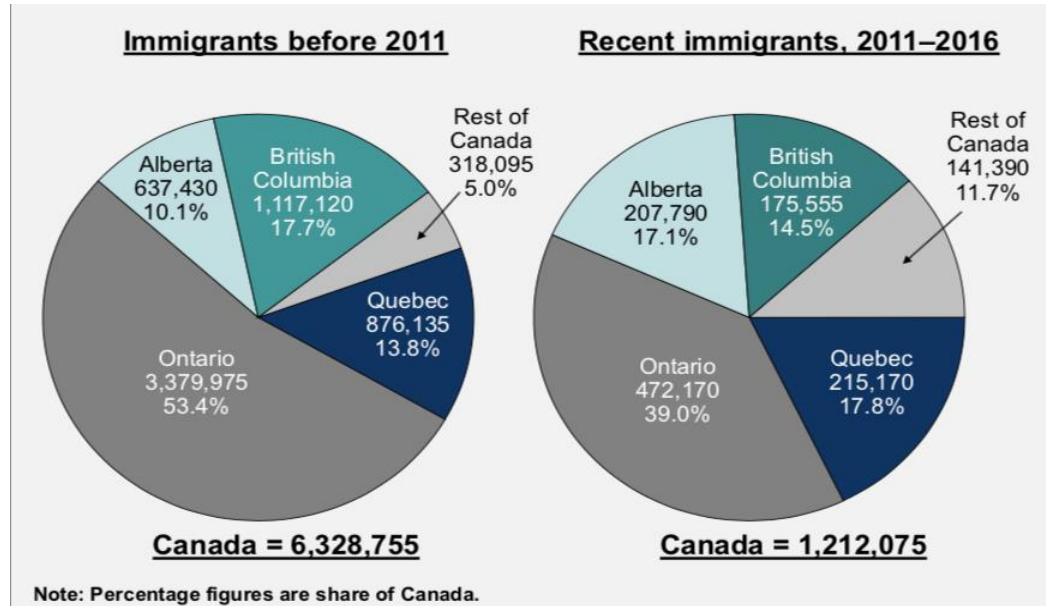 Immigrants before 2011
Alberta
637,430
10.1%
British
Columbia
1,117,120
17.7%
Rest of
Canada
318,095
5.0%
Quebec
876,135
13.8%
Ontario
3,379,975
53.4%
Canada = 6,328,755
Recent immigrants, 2011–2016
Alberta
207,790
17.1%
British
Columbia
175,555
14.5%
Rest of
Canada
141,390
11.7%
Quebec
215,170
17.8%
Ontario
472,170
39.0%
Canada = 1,212,075
Note: Percentage figures are share of Canada.